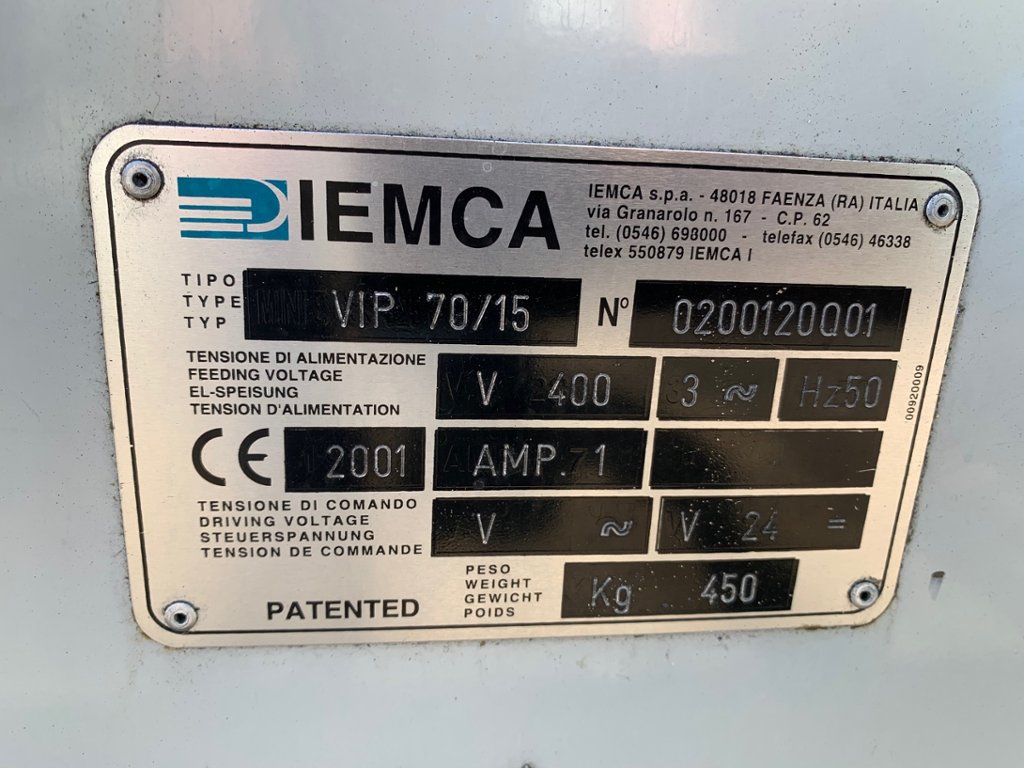 IEMCA
IEMCA s.p.a. - 48018 FAENZA (RA) ITALIA
via Granarolo n. 167 - C.P. 62
tel. (0546) 698000 - telefax (0546) 46338
telex 550879 IEMCA I
TIPO
TYPE
TYP
VIP 70/15
N° 0200120Q01
TENSIONE DI ALIMENTAZIONE
FEEDING VOLTAGE
EL-SPEISUNG
TENSION D'ALIMENTATION
V 400
3 ~
Hz50
00920009
CE
2001
AMP. 1
TENSIONE DI COMANDO
DRIVING VOLTAGE
STEUERSPANNUNG
TENSION DE COMMANDE
V ~
V 24 =
PATENTED
PESO
WEIGHT
GEWICHT
POIDS
Kg 450